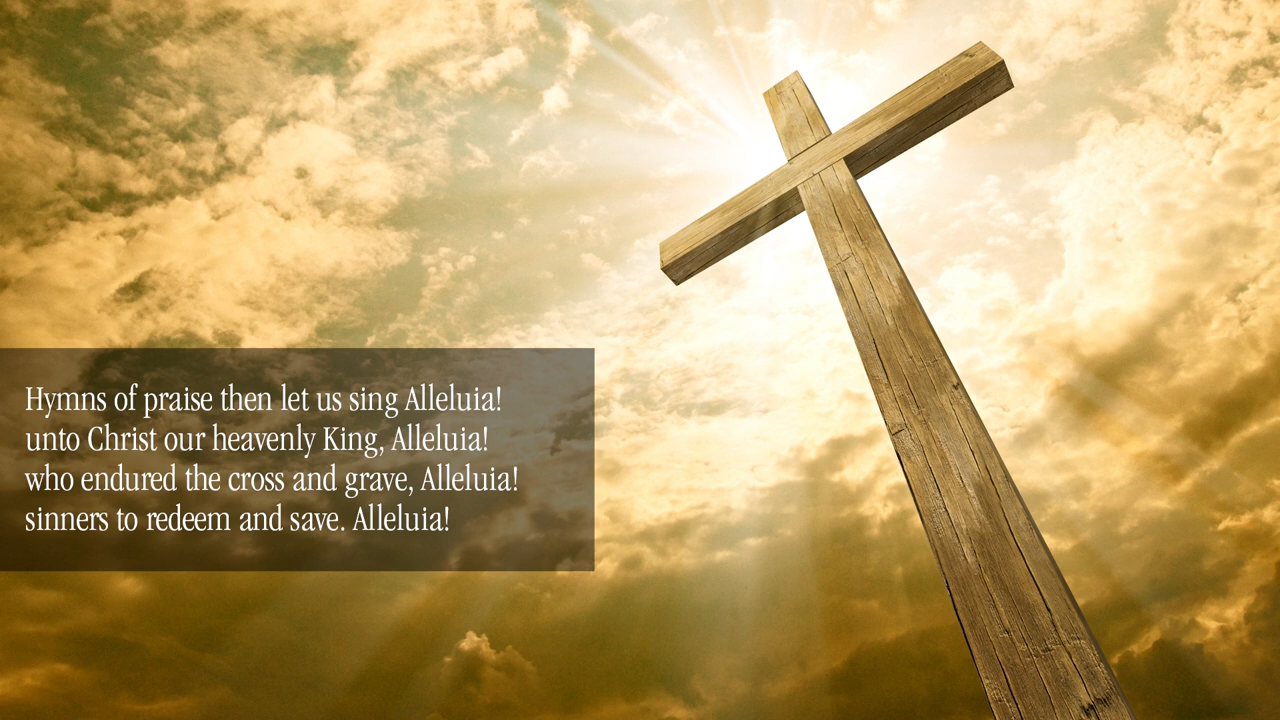 Hymns of praise then let us sing Alleluia!
unto Christ our heavenly King, Alleluia!
who endured the cross and grave, Alleluia!
sinners to redeem and save. Alleluia!